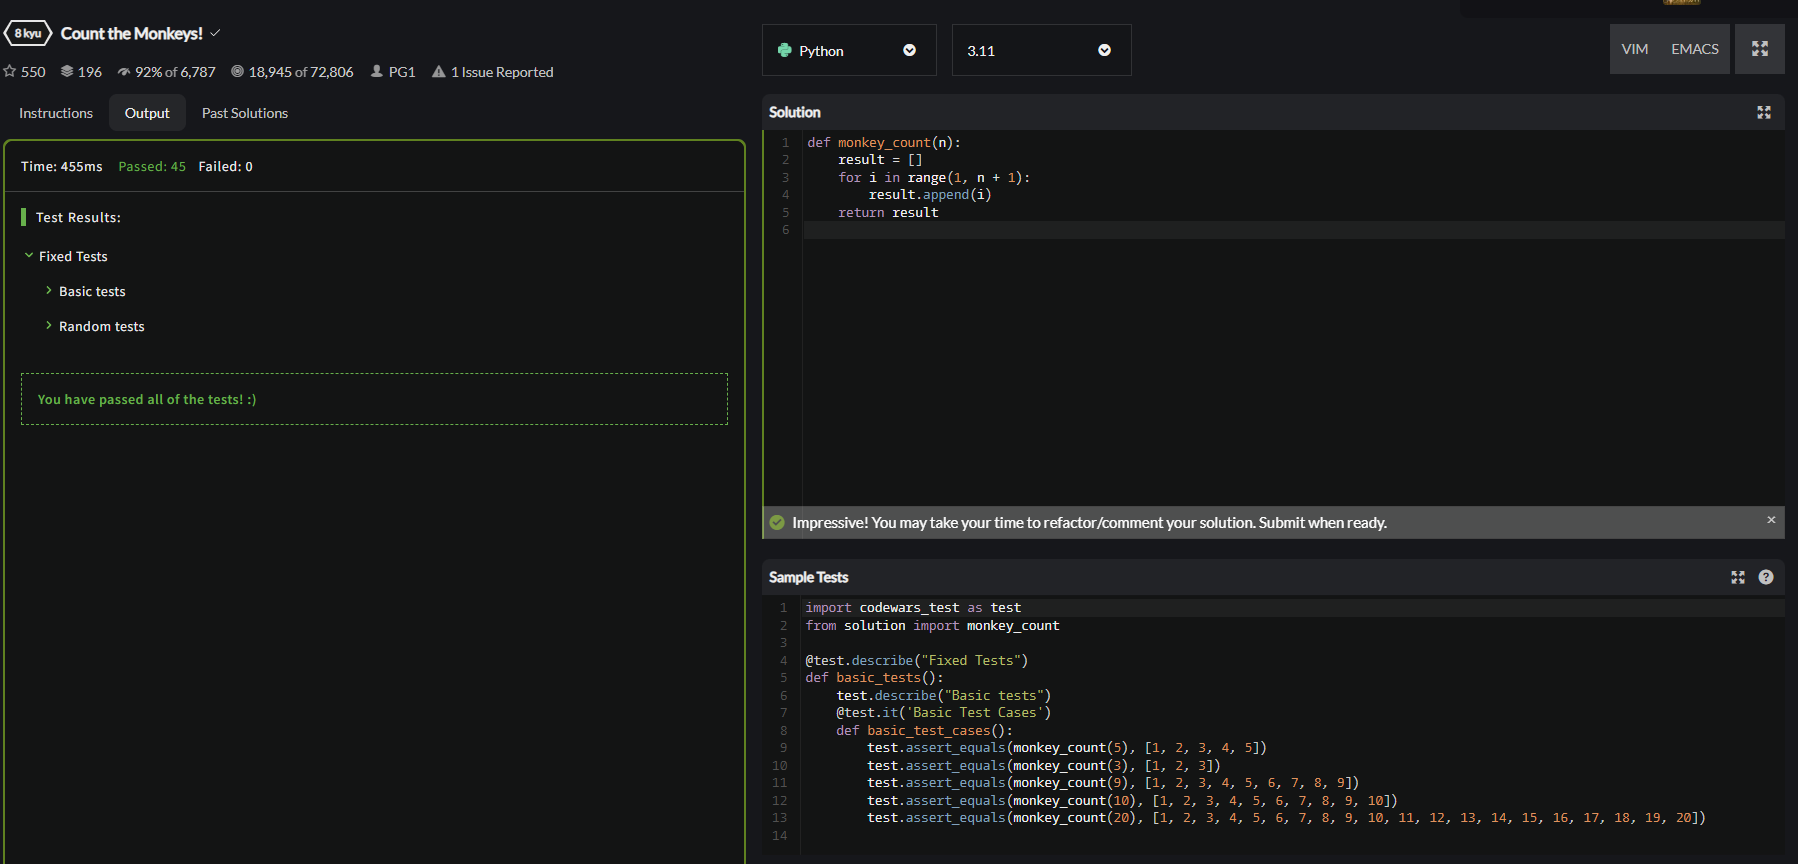 8 kyu Count the Monkeys!
550 196 92% of 6,787 18,945 of 72,806 PG1 1 Issue Reported
Instructions Output Past Solutions
Time: 455ms Passed: 45 Failed: 0
Test Results:
Fixed Tests
Basic tests
Random tests
You have passed all of the tests! :)
Python 3.11 VIM EMACS
Solution
1 def monkey_count(n):
2     result = []
3     for i in range(1, n + 1):
4         result.append(i)
5     return result
6
Impressive! You may take your time to refactor/comment your solution. Submit when ready. ×
Sample Tests ?
1 import codewars_test as test
2 from solution import monkey_count
3
4 @test.describe("Fixed Tests")
5 def basic_tests():
6     test.describe("Basic tests")
7     @test.it('Basic Test Cases')
8     def basic_test_cases():
9         test.assert_equals(monkey_count(5), [1, 2, 3, 4, 5])
10         test.assert_equals(monkey_count(3), [1, 2, 3])
11         test.assert_equals(monkey_count(9), [1, 2, 3, 4, 5, 6, 7, 8, 9])
12         test.assert_equals(monkey_count(10), [1, 2, 3, 4, 5, 6, 7, 8, 9, 10])
13         test.assert_equals(monkey_count(20), [1, 2, 3, 4, 5, 6, 7, 8, 9, 10, 11, 12, 13, 14, 15, 16, 17, 18, 19, 20])
14